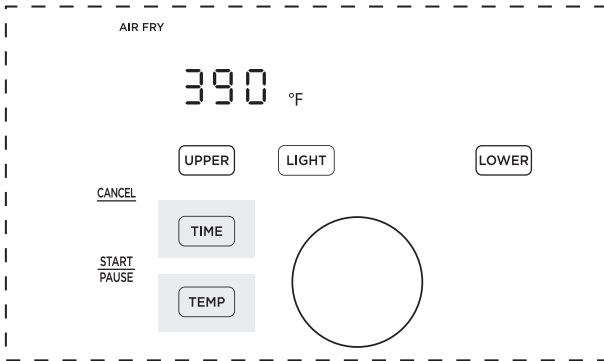 AIR FRY
390 °F
UPPER LIGHT LOWER
CANCEL
TIME
START
PAUSE
TEMP